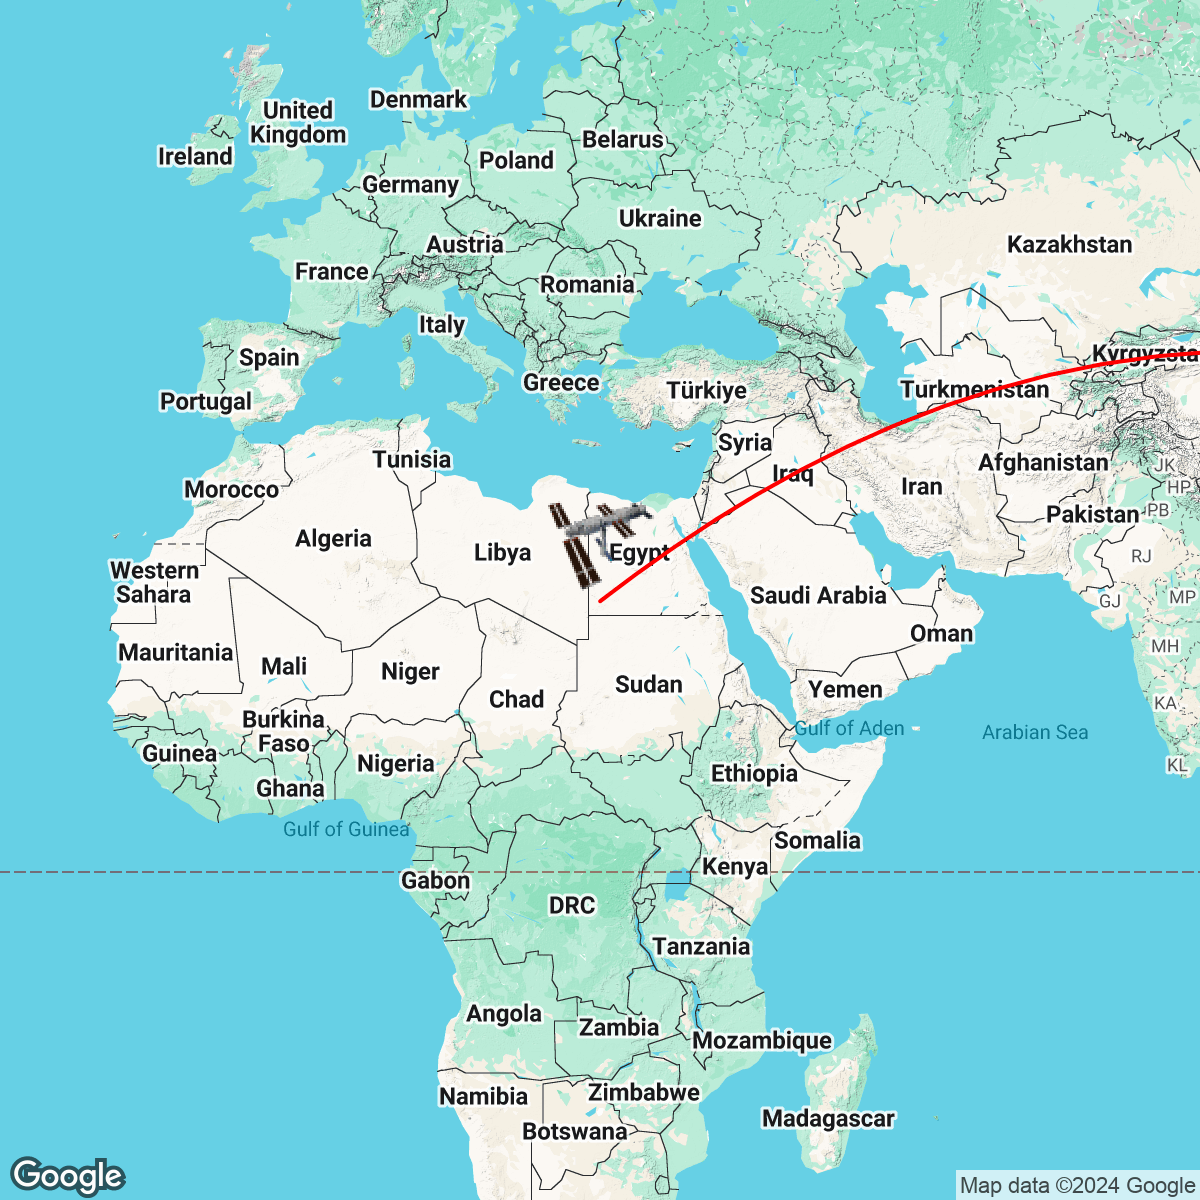 Denmark
United
Kingdom
Belarus
Ireland
Poland
Germany
Ukraine
Austria
Kazakhstan
France
Romania
Italy
Spain
Kyrgyzsta
Greece
Türkiye
Turkmenistan
Portugal
Syria
Tunisia
Afghanistan
JK
Iraq
Morocco
Iran
HP
Pakistan
PB
Algeria
Libya
Egypt
RJ
Western
Sahara
Saudi Arabia
GJ
MP
Oman
Mauritania
MH
Mali
Niger
Sudan
Yemen
Chad
KA
Burkina
Faso
Gulf of Aden
Arabian Sea
Guinea
Nigeria
KL
Ethiopia
Ghana
Gulf of Guinea
Somalia
Kenya
Gabon
DRC
Tanzania
Angola
Zambia
Mozambique
Namibia
Zimbabwe
Madagascar
Botswana
Google
Map data ©2024 Google